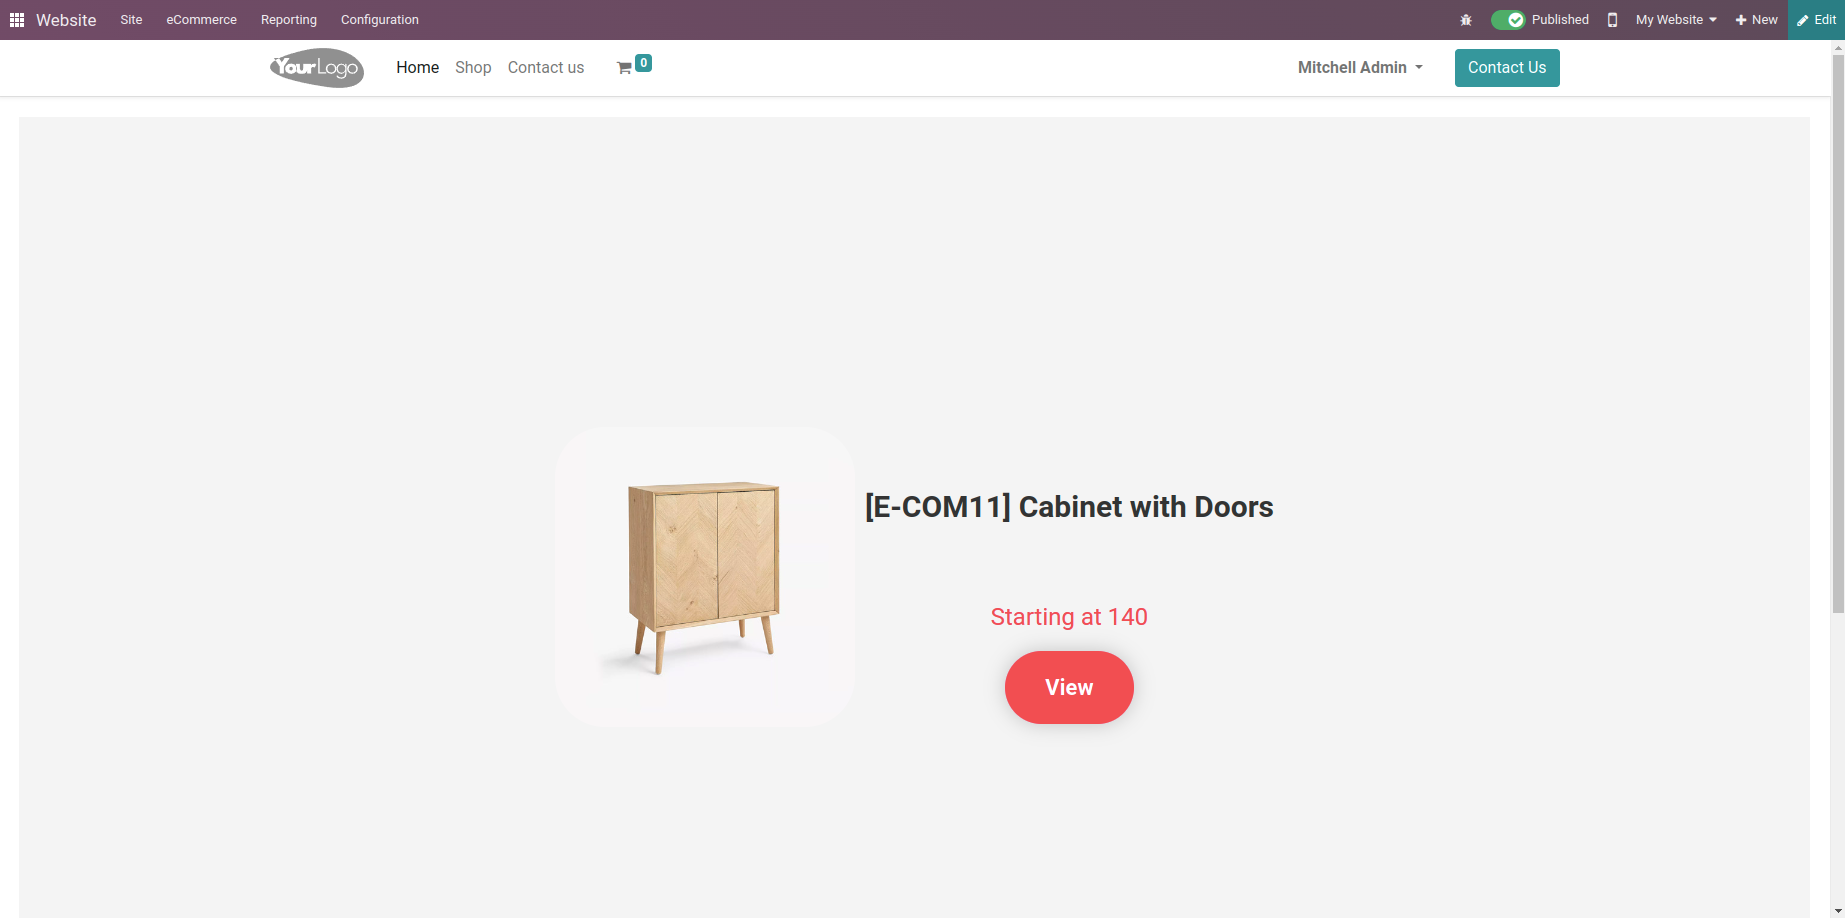 Website Site eCommerce Reporting Configuration Published My Website New Edit
YourLogo Home Shop Contact us 0 Mitchell Admin Contact Us
[E-COM11] Cabinet with Doors
Starting at 140
View